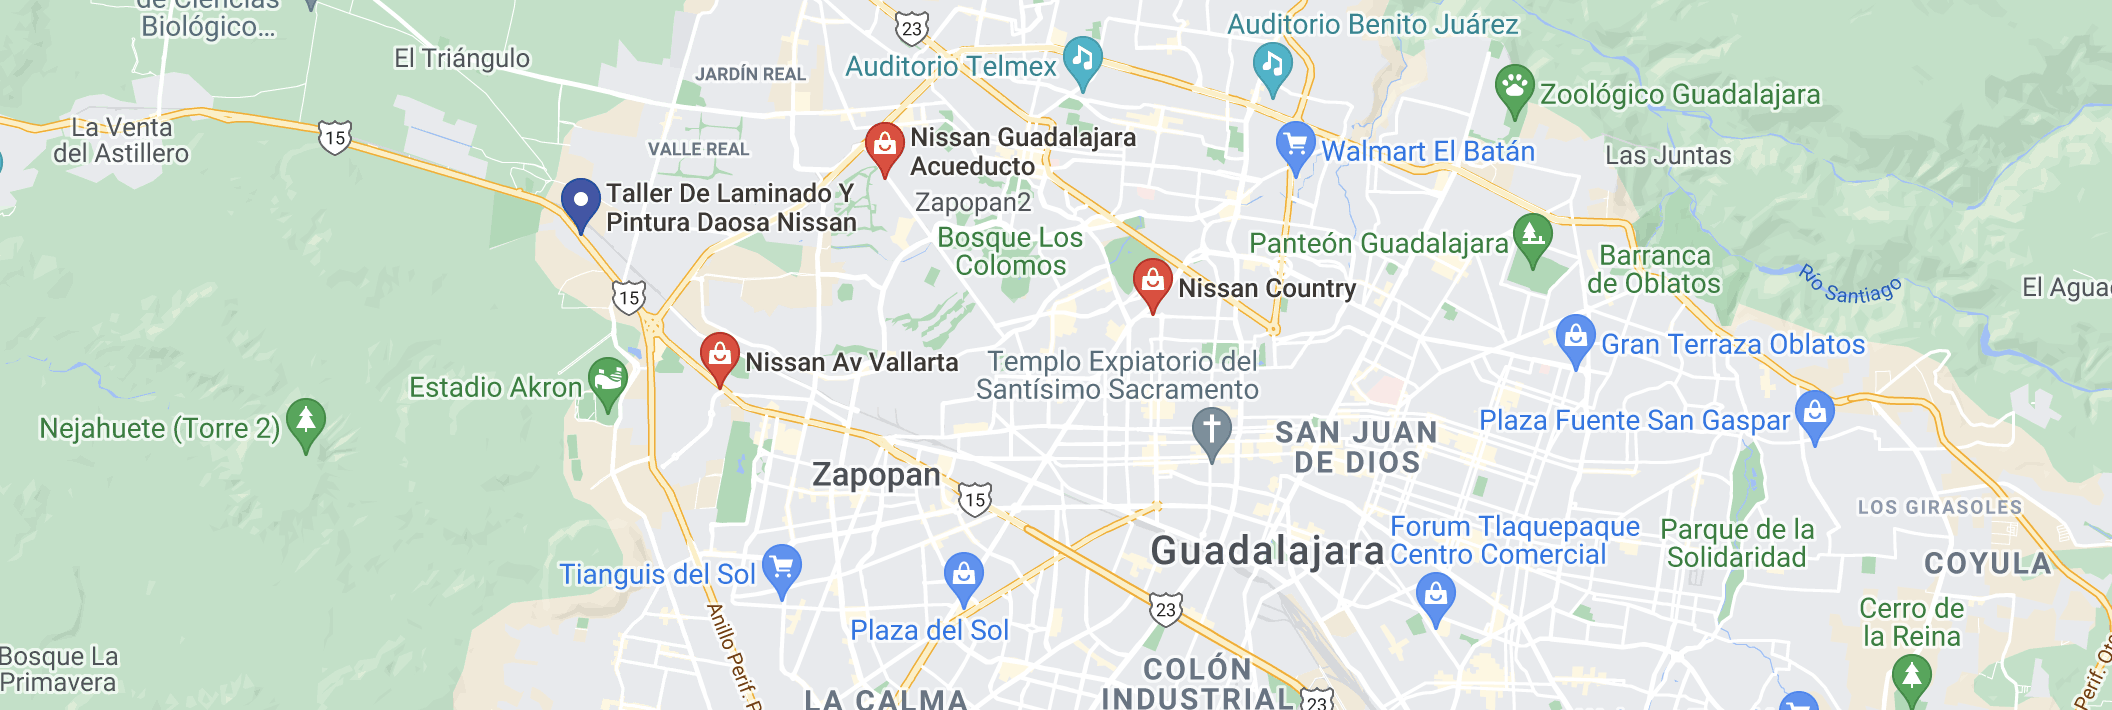 de Ciencias
Biológico...
El Triángulo
JARDÍN REAL
23
Auditorio Telmex
Auditorio Benito Juárez
Zoológico Guadalajara
La Venta
del Astillero
15
VALLE REAL
Nissan Guadalajara
Acueducto
Zapopan2
Walmart El Batán
Las Juntas
Taller De Laminado Y
Pintura Daosa Nissan
Bosque Los
Colomos
Panteón Guadalajara
Barranca
de Oblatos
Río Santiago
El Agua
15
Nissan Country
Nissan Av Vallarta
Templo Expiatorio del
Santísimo Sacramento
Gran Terraza Oblatos
Estadio Akron
Nejahuete (Torre 2)
SAN JUAN
DE DIOS
Plaza Fuente San Gaspar
Zapopan
15
LOS GIRASOLES
Guadalajara
Forum Tlaquepaque
Centro Comercial
Parque de la
Solidaridad
COYULA
Tianguis del Sol
Plaza del Sol
23
Anillo Perif. P
Cerro de
la Reina
Bosque La
Primavera
COLÓN
INDUSTRIAL
LA CALMA
23
Perif. Ote